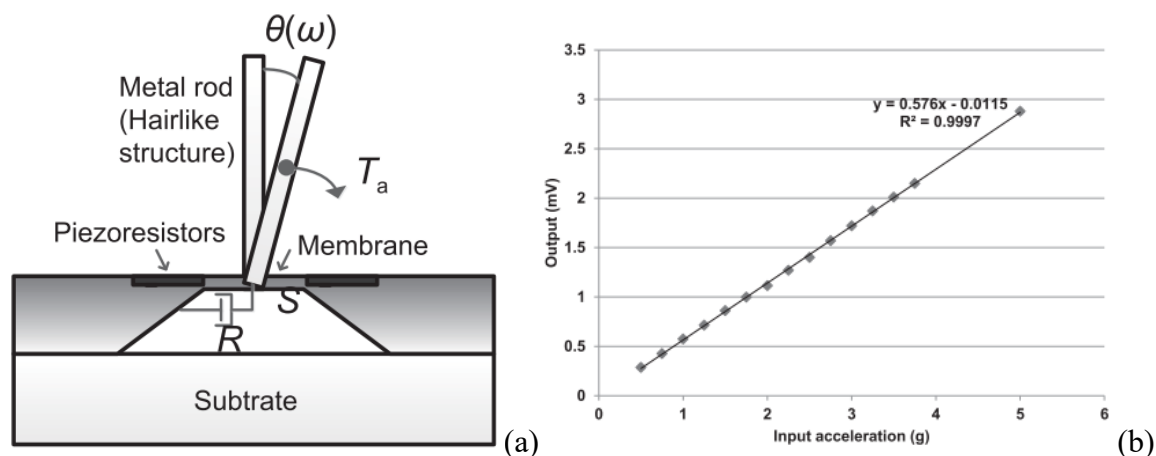 θ(ω)
Metal rod
(Hairlike
structure)
Tₐ
Piezoresistors
Membrane
S
R
Subtrate
(a)
3.5
3
2.5
2
1.5
1
0.5
0
y = 0.576x - 0.0115
R² = 0.9997
Output (mV)
0 1 2 3 4 5 6
Input acceleration (g)
(b)